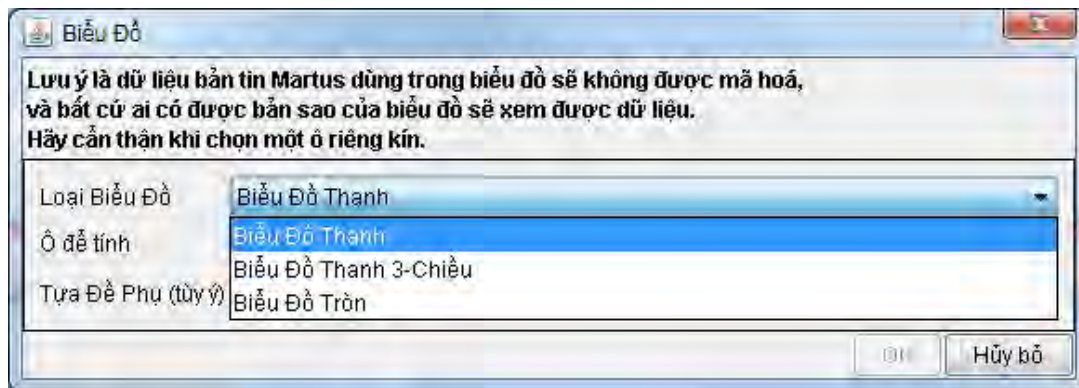 Biểu Đồ
Lưu ý là dữ liệu bản tin Martus dùng trong biểu đồ sẽ không được mã hoá,
và bất cứ ai có được bản sao của biểu đồ sẽ xem được dữ liệu.
Hãy cẩn thận khi chọn một ô riêng kín.
Loại Biểu Đồ
Biểu Đồ Thanh
Biểu Đồ Thanh
Ô để tính
Biểu Đồ Thanh 3-Chiều
Tựa Đề Phụ (tùy ý)
Biểu Đồ Tròn
OK
Hủy bỏ